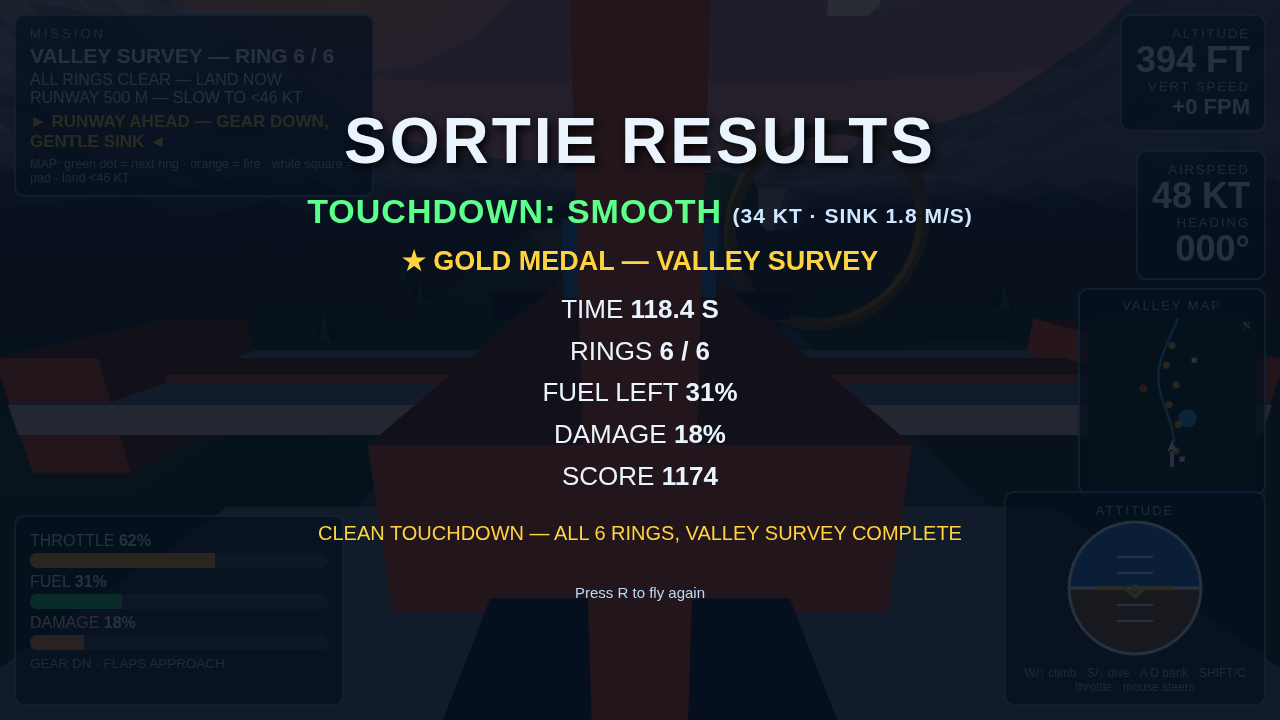 MISSION
VALLEY SURVEY — RING 6 / 6
ALL RINGS CLEAR — LAND NOW
RUNWAY 500 M — SLOW TO <46 KT
► RUNWAY AHEAD — GEAR DOWN,
GENTLE SINK ◄
MAP: green dot = next ring · orange = fire · white square =
pad · land <46 KT
ALTITUDE
394 FT
VERT SPEED
+0 FPM
AIRSPEED
48 KT
HEADING
000°
VALLEY MAP
N
SORTIE RESULTS
TOUCHDOWN: SMOOTH (34 KT · SINK 1.8 M/S)
★ GOLD MEDAL — VALLEY SURVEY
TIME 118.4 S
RINGS 6 / 6
FUEL LEFT 31%
DAMAGE 18%
SCORE 1174
CLEAN TOUCHDOWN — ALL 6 RINGS, VALLEY SURVEY COMPLETE
Press R to fly again
THROTTLE 62%
FUEL 31%
DAMAGE 18%
GEAR DN · FLAPS APPROACH
ATTITUDE
W/↑ climb · S/↓ dive · A D bank · SHIFT/C
throttle · mouse steers